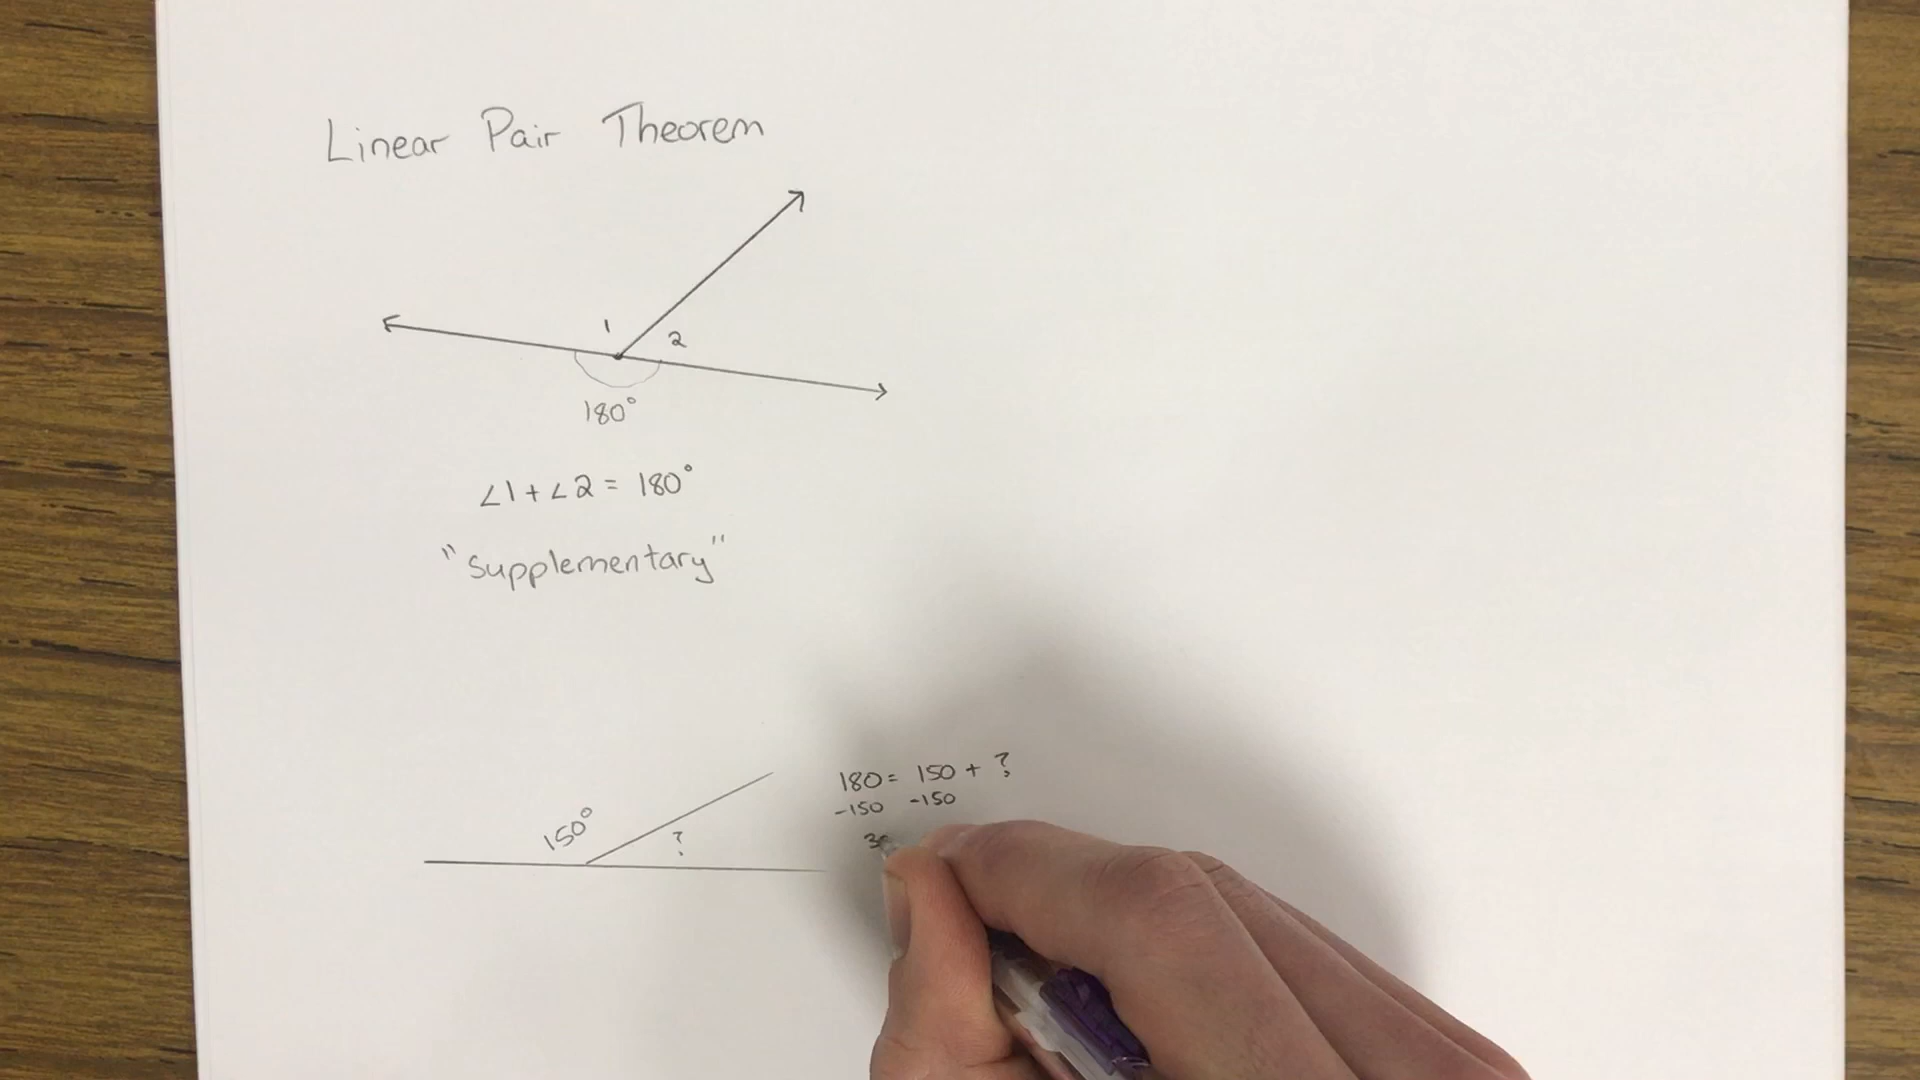 Linear Pair Theorem
1
2
180°
∠1 + ∠2 = 180°
"supplementary"
180 = 150 + ?
-150 -150
150°
?